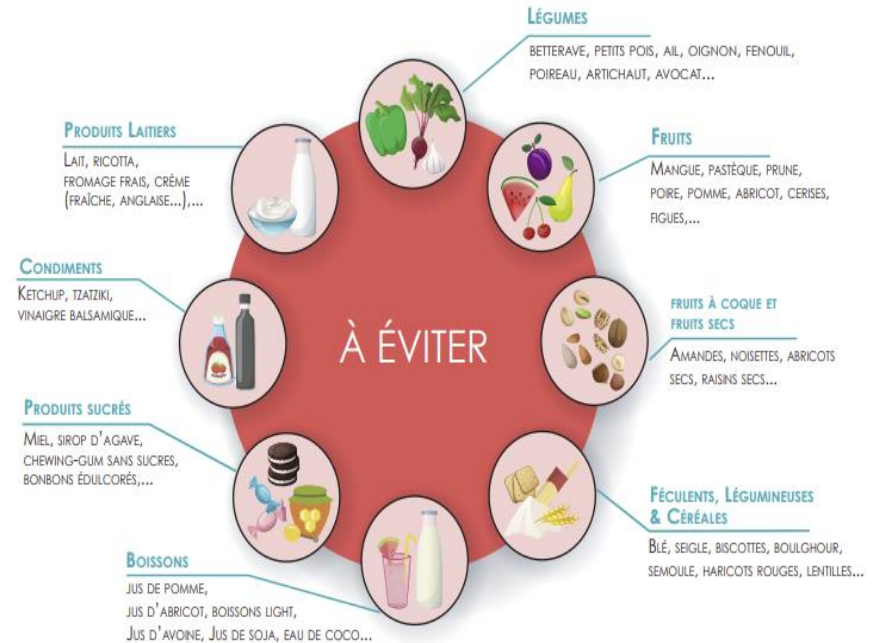 LÉGUMES
BETTERAVE, PETITS POIS, AIL, OIGNON, FENOUIL,
POIREAU, ARTICHAUT, AVOCAT...
FRUITS
MANGUE, PASTÈQUE, PRUNE,
POIRE, POMME, ABRICOT, CERISES,
FIGUES,...
FRUITS À COQUE ET
FRUITS SECS
AMANDES, NOISETTES, ABRICOTS
SECS, RAISINS SECS...
FÉCULENTS, LÉGUMINEUSES
& CÉRÉALES
BLÉ, SEIGLE, BISCOTTES, BOULGHOUR,
SEMOULE, HARICOTS ROUGES, LENTILLES...
BOISSONS
JUS DE POMME,
JUS D'ABRICOT, BOISSONS LIGHT,
JUS D'AVOINE, JUS DE SOJA, EAU DE COCO...
PRODUITS SUCRÉS
MIEL, SIROP D'AGAVE,
CHEWING-GUM SANS SUCRES,
BONBONS ÉDULCORÉS,...
CONDIMENTS
KETCHUP, TZATZIKI,
VINAIGRE BALSAMIQUE...
PRODUITS LAITIERS
LAIT, RICOTTA,
FROMAGE FRAIS, CRÈME
(FRAÎCHE, ANGLAISE...),...
À ÉVITER